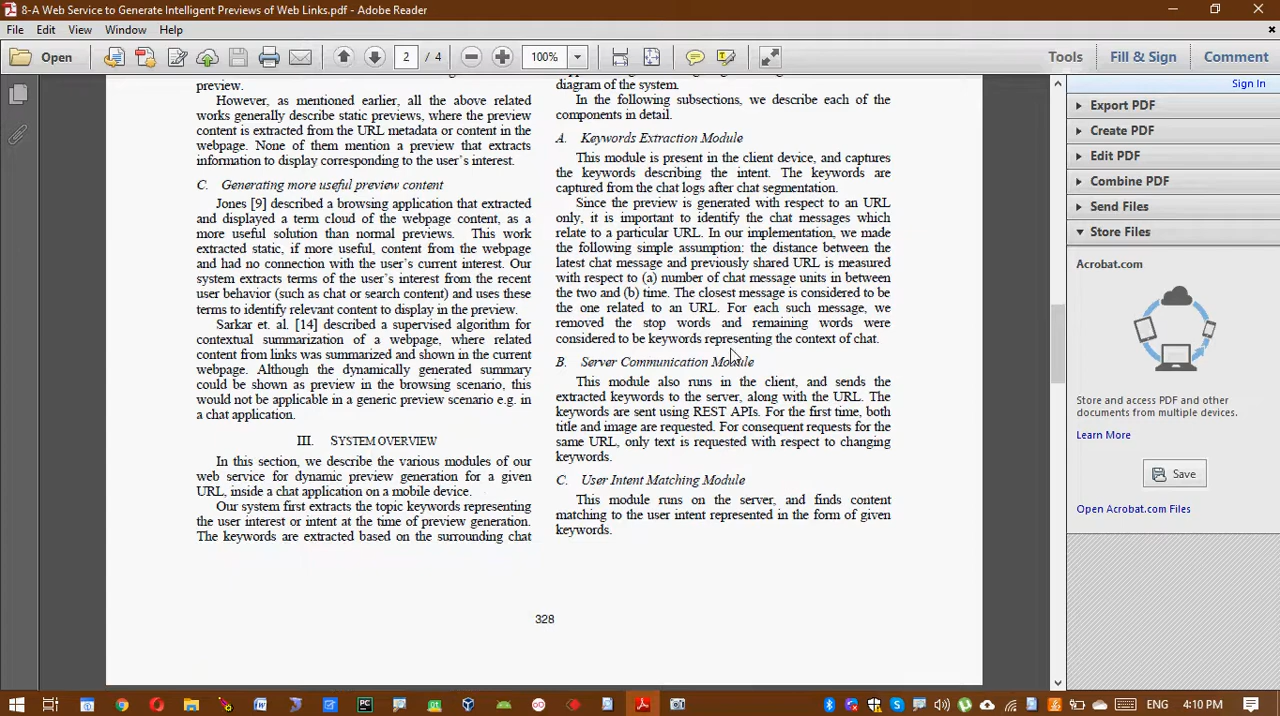 8-A Web Service to Generate Intelligent Previews of Web Links.pdf - Adobe Reader
File Edit View Window Help
Open
2 / 4
100%
Tools
Fill & Sign
Comment
preview.
However, as mentioned earlier, all the above related
works generally describe static previews, where the preview
content is extracted from the URL metadata or content in the
webpage. None of them mention a preview that extracts
information to display corresponding to the user's interest.
C. Generating more useful preview content
Jones [9] described a browsing application that extracted
and displayed a term cloud of the webpage content, as a
more useful solution than normal previews. This work
extracted static, if more useful, content from the webpage
and had no connection with the user's current interest. Our
system extracts terms of the user's interest from the recent
user behavior (such as chat or search content) and uses these
terms to identify relevant content to display in the preview.
Sarkar et. al. [14] described a supervised algorithm for
contextual summarization of a webpage, where related
content from links was summarized and shown in the current
webpage. Although the dynamically generated summary
could be shown as preview in the browsing scenario, this
would not be applicable in a generic preview scenario e.g. in
a chat application.
III. SYSTEM OVERVIEW
In this section, we describe the various modules of our
web service for dynamic preview generation for a given
URL, inside a chat application on a mobile device.
Our system first extracts the topic keywords representing
the user interest or intent at the time of preview generation.
The keywords are extracted based on the surrounding chat
diagram of the system.
In the following subsections, we describe each of the
components in detail.
A. Keywords Extraction Module
This module is present in the client device, and captures
the keywords describing the intent. The keywords are
captured from the chat logs after chat segmentation.
Since the preview is generated with respect to an URL
only, it is important to identify the chat messages which
relate to a particular URL. In our implementation, we made
the following simple assumption: the distance between the
latest chat message and previously shared URL is measured
with respect to (a) number of chat message units in between
the two and (b) time. The closest message is considered to be
the one related to an URL. For each such message, we
removed the stop words and remaining words were
considered to be keywords representing the context of chat.
B. Server Communication Module
This module also runs in the client, and sends the
extracted keywords to the server, along with the URL. The
keywords are sent using REST APIs. For the first time, both
title and image are requested. For consequent requests for the
same URL, only text is requested with respect to changing
keywords.
C. User Intent Matching Module
This module runs on the server, and finds content
matching to the user intent represented in the form of given
keywords.
328
Sign In
Export PDF
Create PDF
Edit PDF
Combine PDF
Send Files
Store Files
Acrobat.com
Store and access PDF and other
documents from multiple devices.
Learn More
Save
Open Acrobat.com Files
ENG
4:10 PM